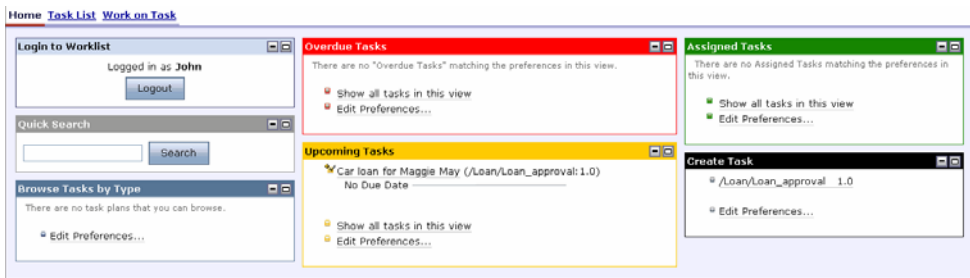 Home Task List Work on Task
Login to Worklist
Logged in as John
Logout
Quick Search
Search
Browse Tasks by Type
There are no task plans that you can browse.
Edit Preferences...
Overdue Tasks
There are no "Overdue Tasks" matching the preferences in this view.
Show all tasks in this view
Edit Preferences...
Upcoming Tasks
Car loan for Maggie May (/Loan/Loan_approval:1.0)
No Due Date
Show all tasks in this view
Edit Preferences...
Assigned Tasks
There are no Assigned Tasks matching the preferences in
this view.
Show all tasks in this view
Edit Preferences...
Create Task
/Loan/Loan_approval 1.0
Edit Preferences...